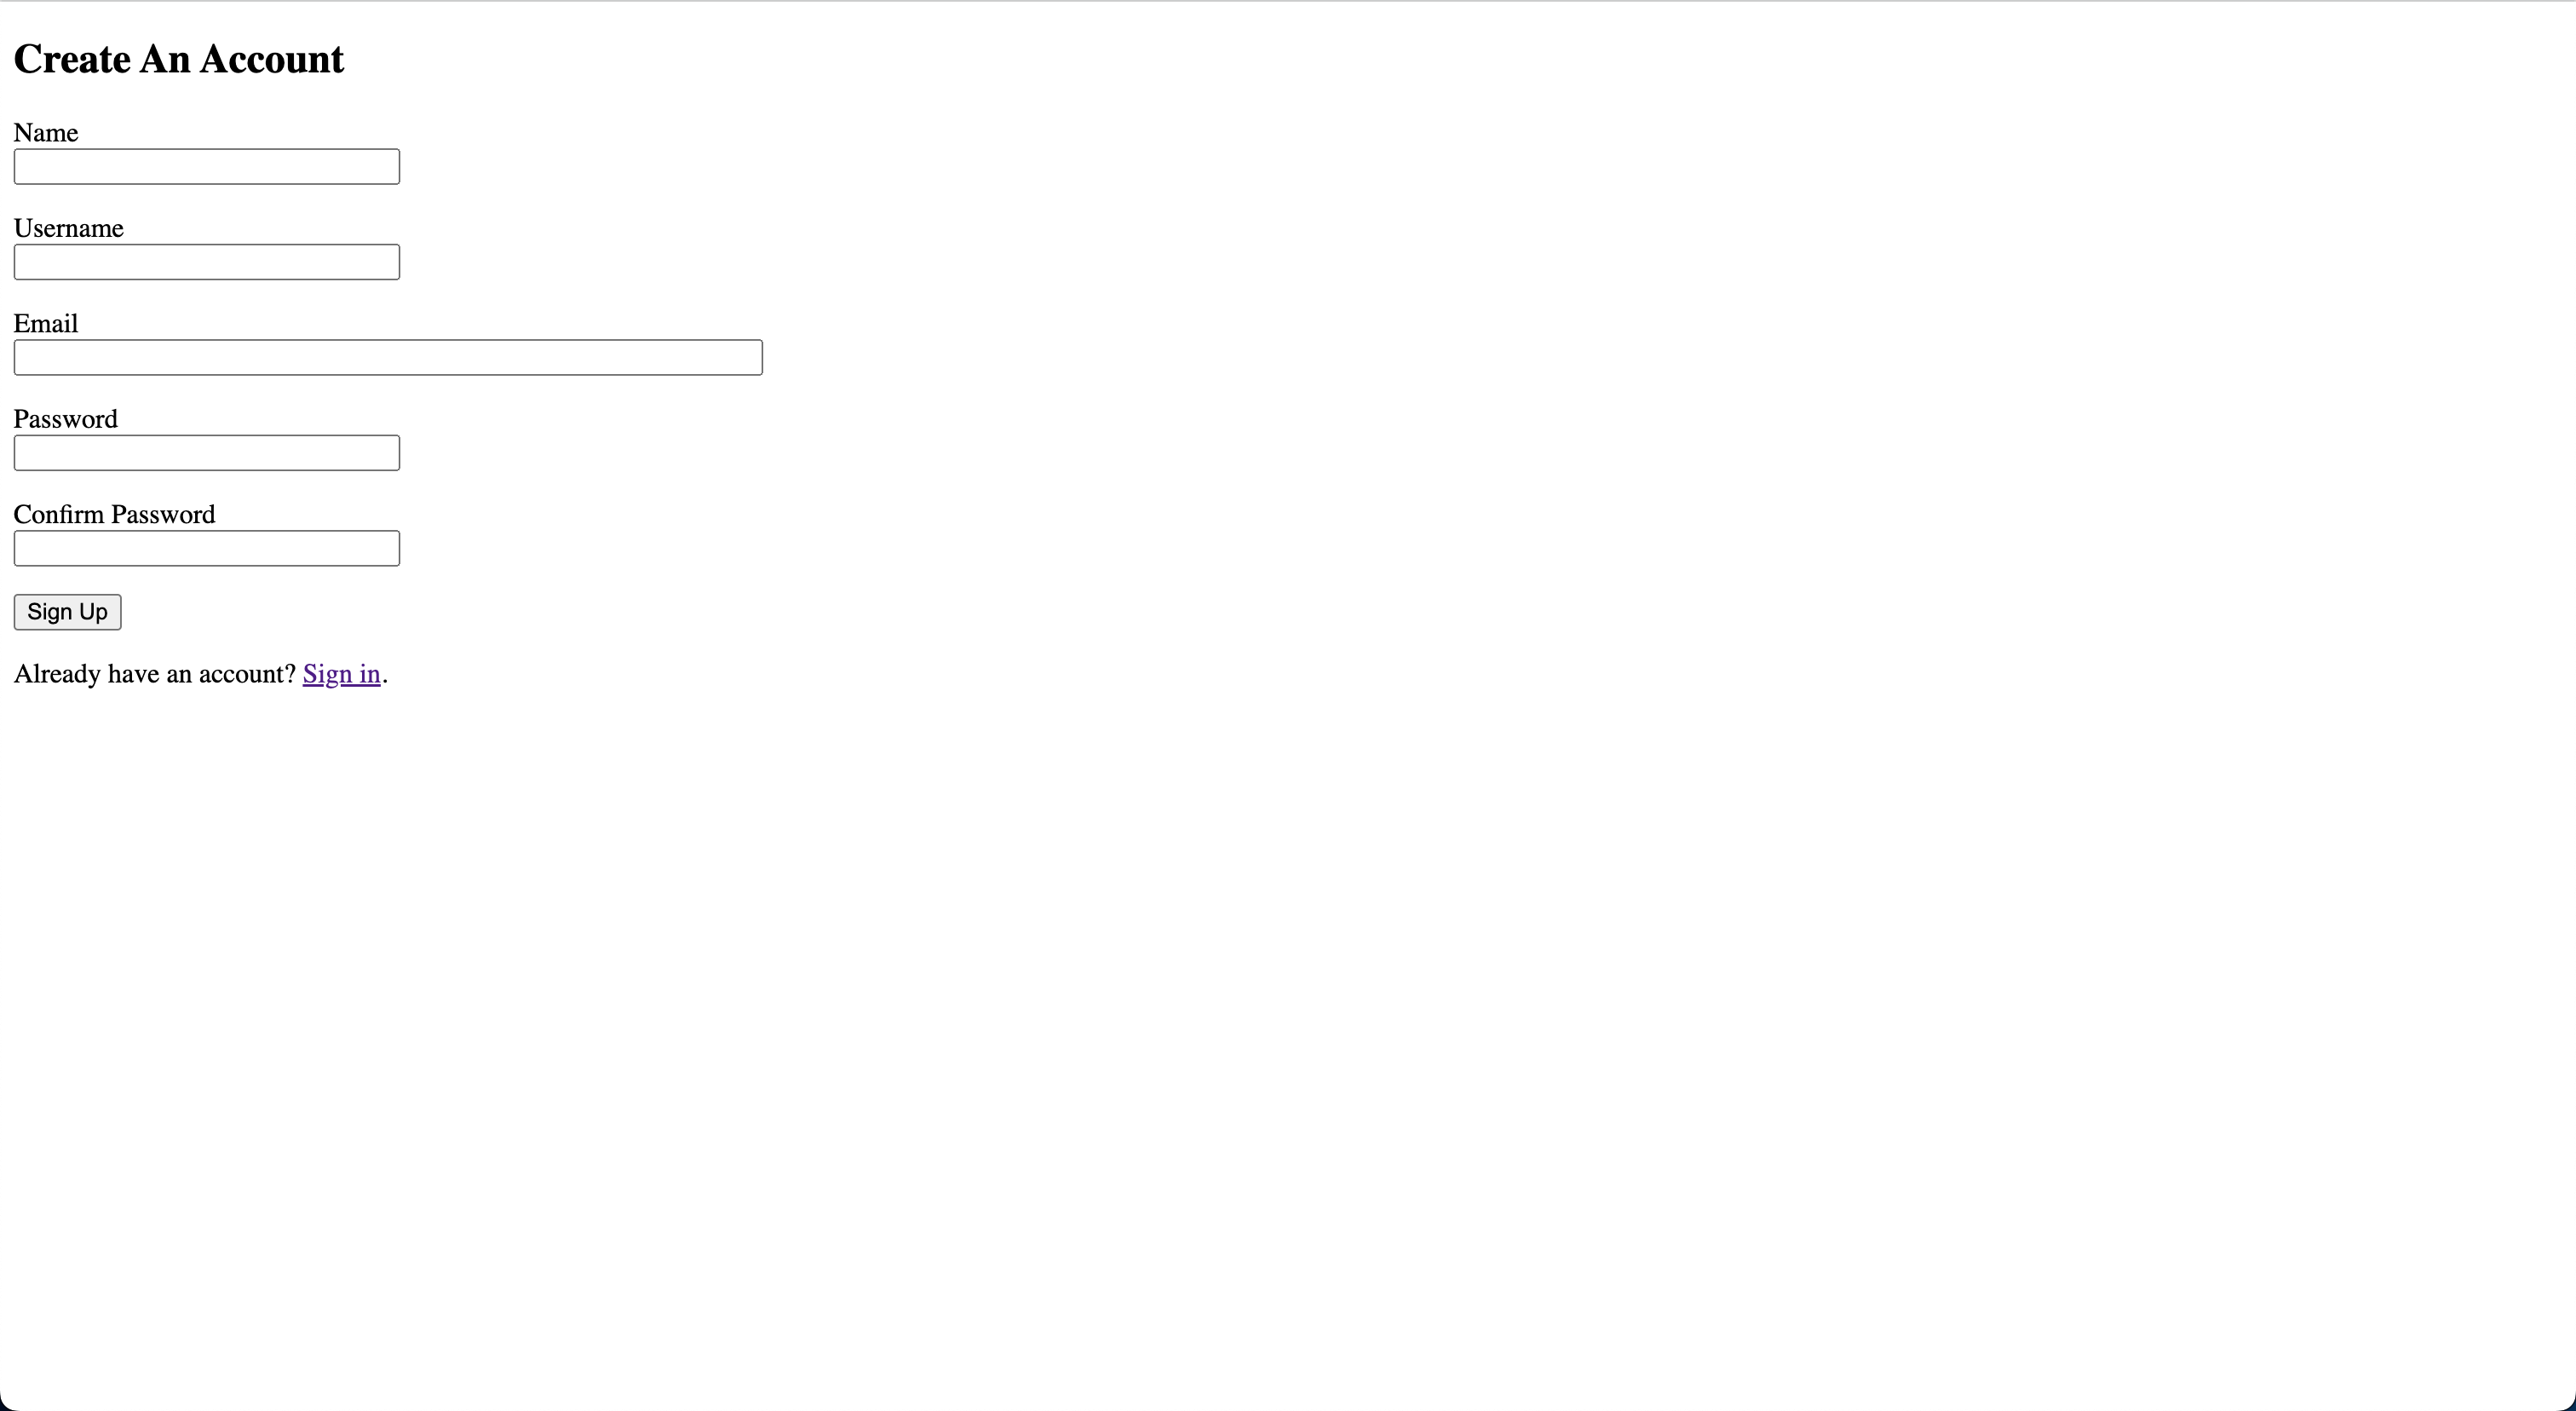 Create An Account
Name
Username
Email
Password
Confirm Password
Sign Up
Already have an account? Sign in.